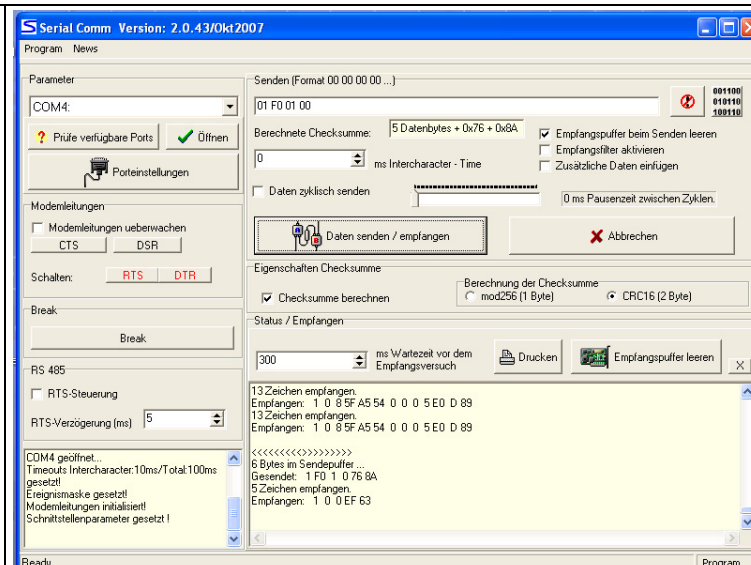 Serial Comm Version: 2.0.43/Okt2007
Program News
Parameter
COM4:
? Prüfe verfügbare Ports
Öffnen
Porteinstellungen
Modemleitungen
Modemleitungen ueberwachen
CTS DSR
Schalten: RTS DTR
Break
Break
RS 485
RTS-Steuerung
RTS-Verzögerung (ms) 5
COM4 geöffnet...
Timeouts Intercharacter:10ms/Total:100ms
gesetzt!
Ereignismaske gesetzt!
Modemleitungen initialisiert!
Schnittstellenparameter gesetzt !
Senden (Format 00 00 00 00 ...)
01 F0 01 00
001100
010110
100110
Berechnete Checksumme: 5 Datenbytes + 0x76 + 0x8A
Empfangspuffer beim Senden leeren
0 ms Intercharacter - Time
Empfangsfilter aktivieren
Zusätzliche Daten einfügen
Daten zyklisch senden
0 ms Pausenzeit zwischen Zyklen.
Daten senden / empfangen
Abbrechen
Eigenschaften Checksumme
Checksumme berechnen
Berechnung der Checksumme
mod256 (1 Byte) CRC16 (2 Byte)
Status / Empfangen
300 ms Wartezeit vor dem
Empfangsversuch
Drucken
Empfangspuffer leeren
X
13 Zeichen empfangen.
Empfangen: 1 0 8 5F A5 54 0 0 0 5 E0 D 89
13 Zeichen empfangen.
Empfangen: 1 0 8 5F A5 54 0 0 0 5 E0 D 89
<<<<<<<<>>>>>>>>>
6 Bytes im Sendepuffer ...
Gesendet: 1 F0 1 0 76 8A
5 Zeichen empfangen.
Empfangen: 1 0 0 EF 63
Ready
Program